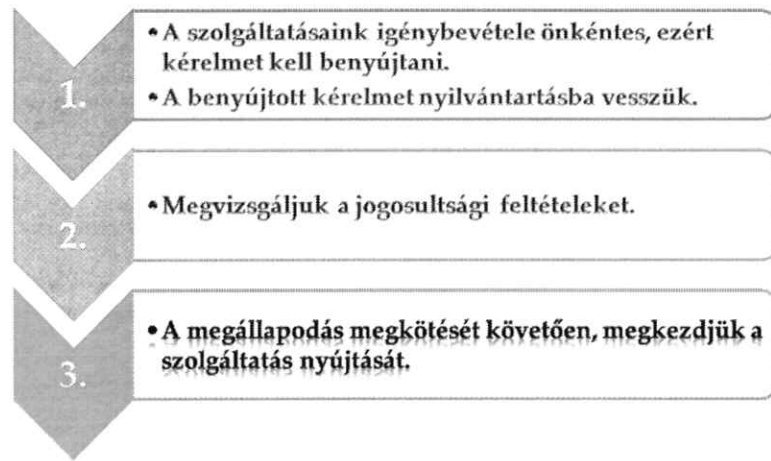 1.
• A szolgáltatásaink igénybevétele önkéntes, ezért
kérelmet kell benyújtani.
• A benyújtott kérelmet nyilvántartásba vesszük.
2.
• Megvizsgáljuk a jogosultsági feltételeket.
3.
• A megállapodás megkötését követően, megkezdjük a
szolgáltatás nyújtását.